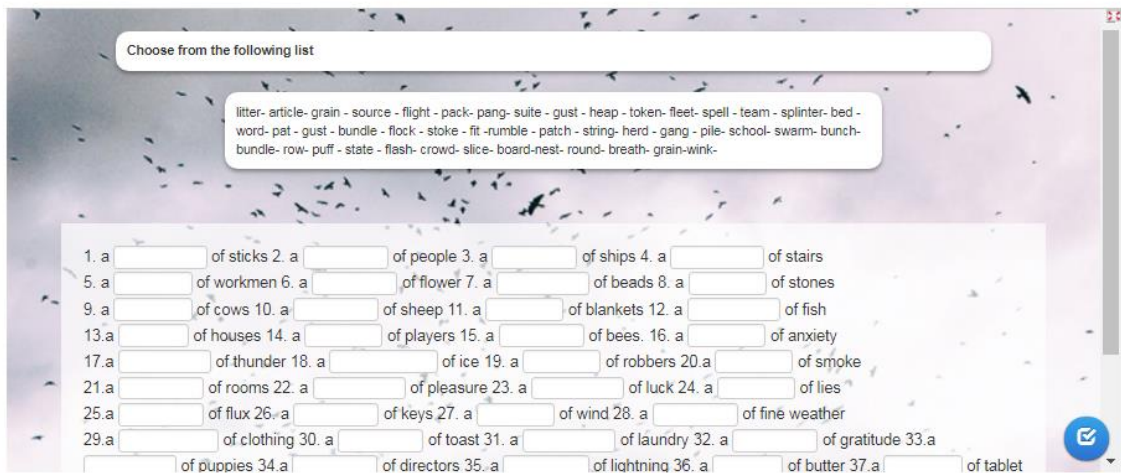 Choose from the following list
litter- article- grain - source - flight - pack- pang- suite - gust - heap - token- fleet- spell - team - splinter- bed -
word- pat - gust - bundle - flock - stoke - fit -rumble - patch - string- herd - gang - pile- school- swarm- bunch-
bundle- row- puff - state - flash- crowd- slice- board-nest- round- breath- grain-wink-
1. a of sticks 2. a of people 3. a of ships 4. a of stairs
5. a of workmen 6. a of flower 7. a of beads 8. a of stones
9. a of cows 10. a of sheep 11. a of blankets 12. a of fish
13.a of houses 14. a of players 15. a of bees. 16. a of anxiety
17.a of thunder 18. a of ice 19. a of robbers 20.a of smoke
21.a of rooms 22. a of pleasure 23. a of luck 24. a of lies
25.a of flux 26. a of keys 27. a of wind 28. a of fine weather
29.a of clothing 30. a of toast 31. a of laundry 32. a of gratitude 33.a
of puppies 34.a of directors 35. a of lightning 36. a of butter 37.a of tablet